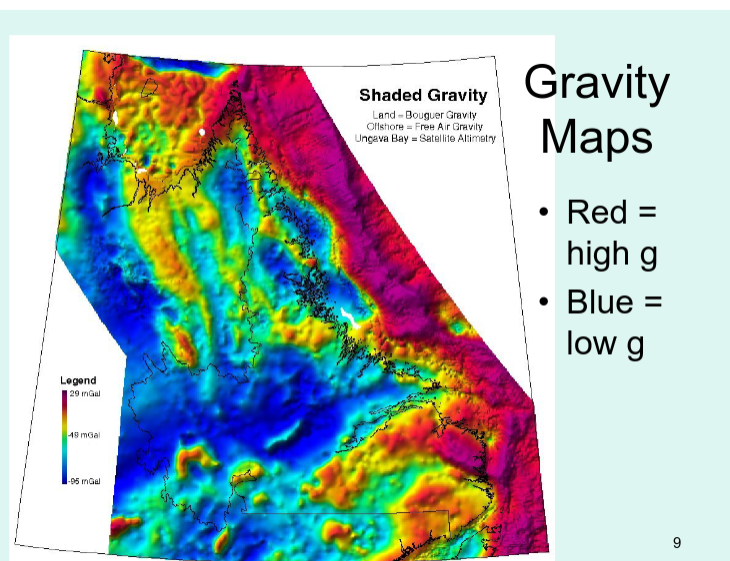 Gravity
Maps
Shaded Gravity
Land = Bouguer Gravity
Offshore = Free Air Gravity
Ungava Bay = Satellite Altimetry
• Red =
high g
• Blue =
low g
Legend
29 mGal
-49 mGal
-95 mGal
9